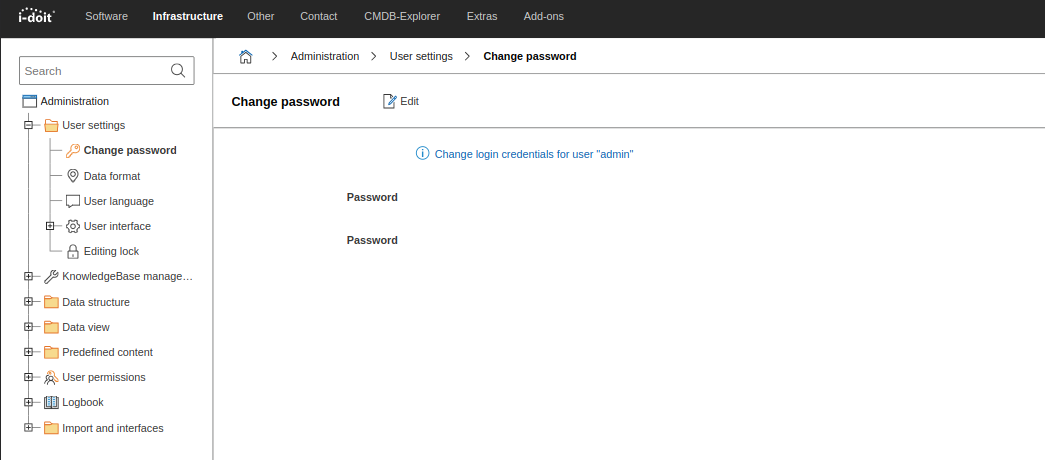 i-doit
Software Infrastructure Other Contact CMDB-Explorer Extras Add-ons
Search
Administration
User settings
Change password
Data format
User language
User interface
Editing lock
KnowledgeBase manage…
Data structure
Data view
Predefined content
User permissions
Logbook
Import and interfaces
Administration User settings Change password
Change password Edit
Change login credentials for user "admin"
Password
Password